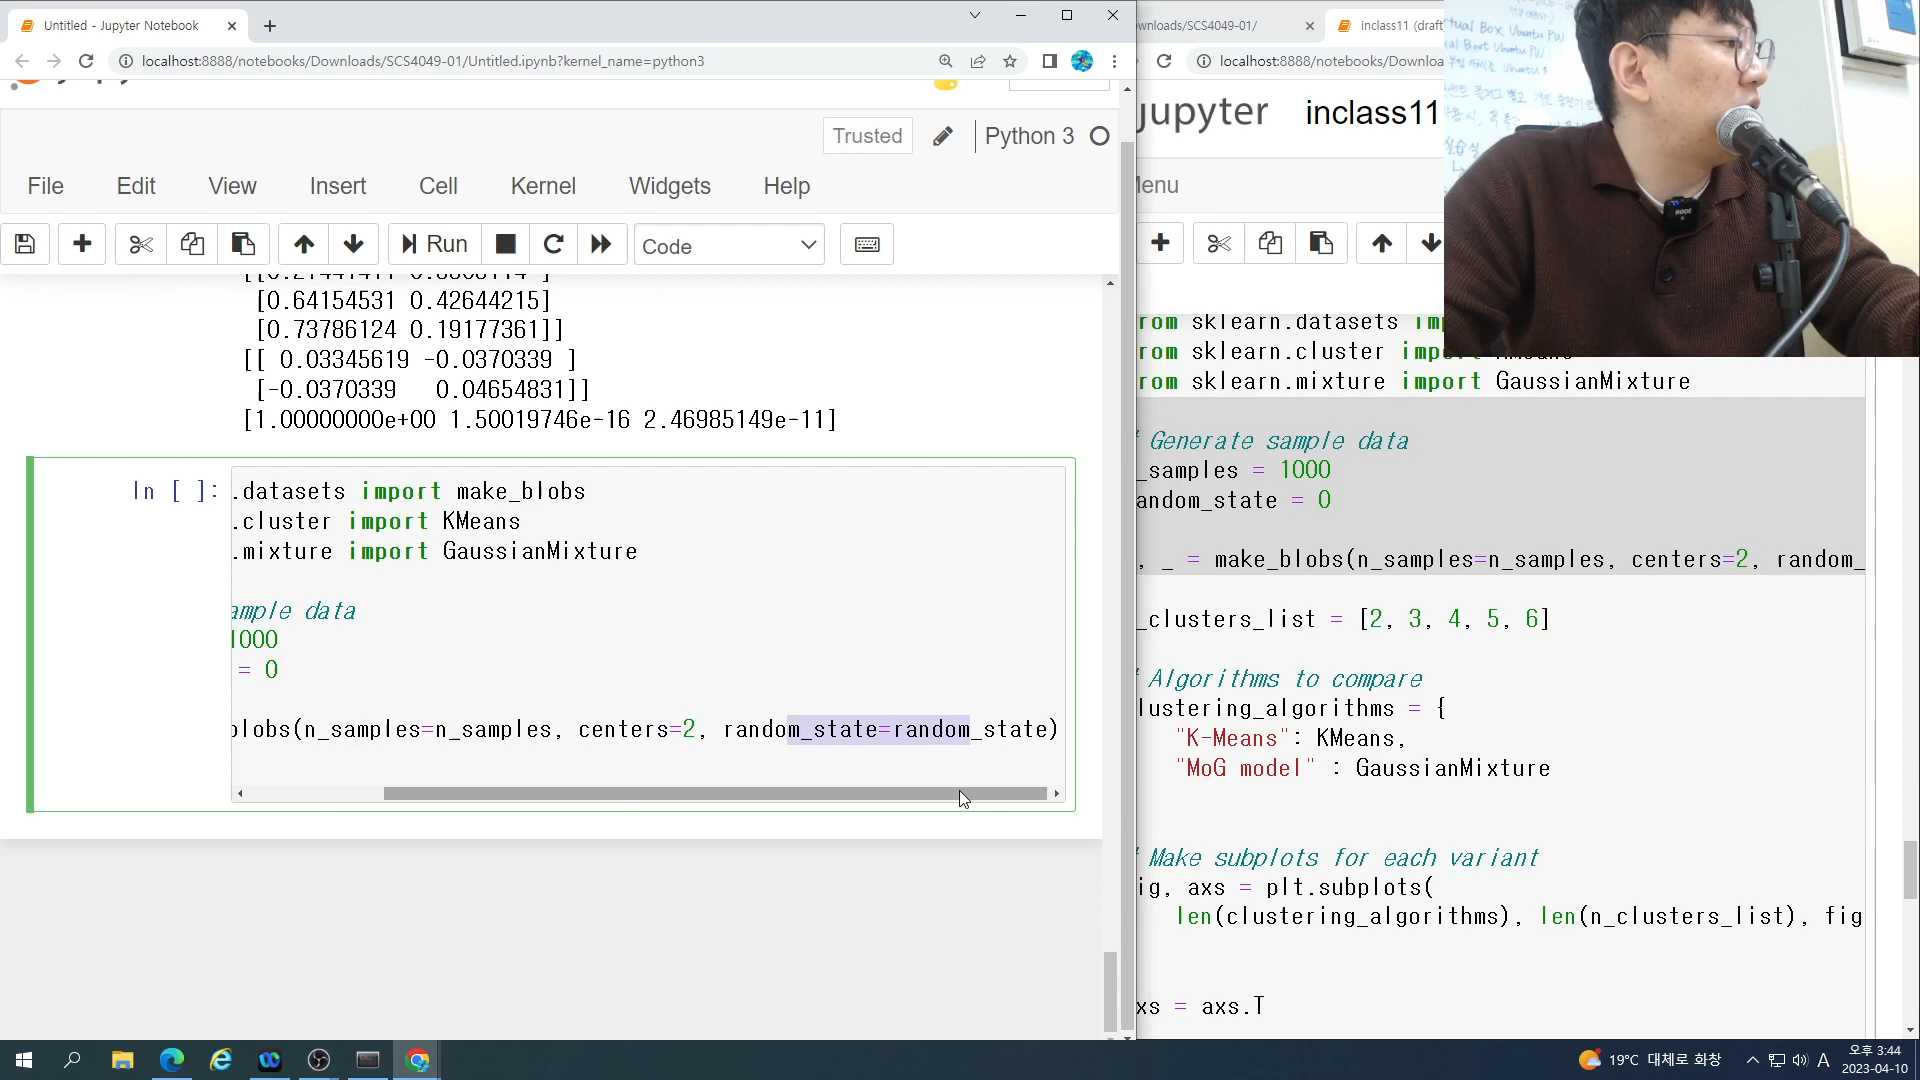 Untitled - Jupyter Notebook
localhost:8888/notebooks/Downloads/SCS4049-01/Untitled.ipynb?kernel_name=python3
Trusted
Python 3
File
Edit
View
Insert
Cell
Kernel
Widgets
Help
Run
Code
[0.64154531 0.42644215]
[0.73786124 0.19177361]]
[[ 0.03345619 -0.0370339 ]
[-0.0370339   0.04654831]]
[1.00000000e+00 1.50019746e-16 2.46985149e-11]
In [ ]:
.datasets import make_blobs
.cluster import KMeans
.mixture import GaussianMixture
ample data
1000
= 0
blobs(n_samples=n_samples, centers=2, random_state=random_state)
wnloads/SCS4049-01/
inclass11 (draft
localhost:8888/notebooks/Downloa
jupyter
inclass11
Menu
rom sklearn.datasets im
rom sklearn.cluster imp
rom sklearn.mixture import GaussianMixture
Generate sample data
_samples = 1000
andom_state = 0
, _ = make_blobs(n_samples=n_samples, centers=2, random_
_clusters_list = [2, 3, 4, 5, 6]
Algorithms to compare
lustering_algorithms = {
"K-Means": KMeans,
"MoG model" : GaussianMixture
Make subplots for each variant
ig, axs = plt.subplots(
len(clustering_algorithms), len(n_clusters_list), fig
xs = axs.T
RODE
19°C 대체로 화창
A
오후 3:44
2023-04-10